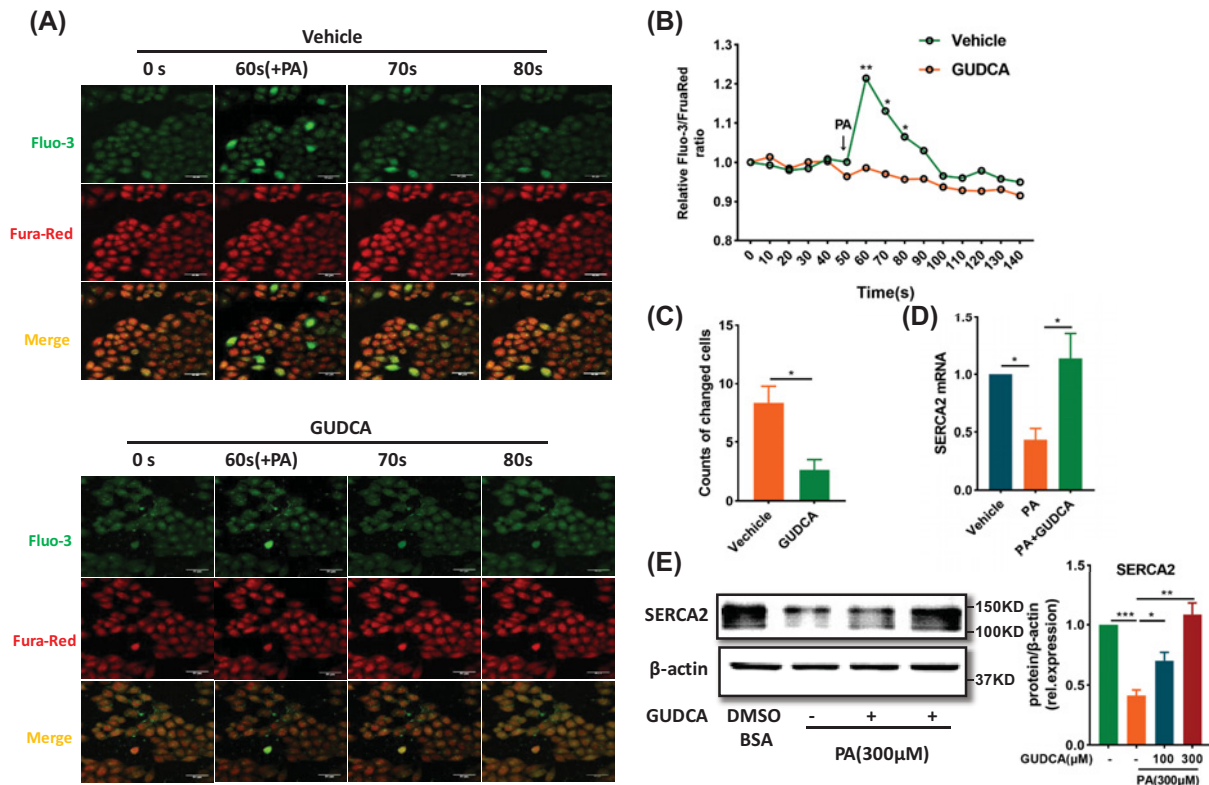 (A)
Vehicle
0 s 60s(+PA) 70s 80s
Fluo-3
Fura-Red
Merge
GUDCA
0 s 60s(+PA) 70s 80s
Fluo-3
Fura-Red
Merge
(B)
Vehicle
GUDCA
Relative Fluo-3/FruaRed
ratio
1.3
1.2
1.1
1.0
0.9
0.8
**
*
*
PA
0 10 20 30 40 50 60 70 80 90 100 110 120 130 140
Time(s)
(C)
Counts of changed cells
15
10
5
0
*
Vechicle GUDCA
(D)
SERCA2 mRNA
1.5
1.0
0.5
0.0
* *
Vehicle PA PA+GUDCA
(E)
SERCA2
150KD
100KD
β-actin
37KD
GUDCA DMSO - + +
BSA
PA(300μM)
SERCA2
protein/β-actin
(rel.expression)
1.5
1.0
0.5
0.0
**
*** *
GUDCA(μM) - - 100 300
PA(300μM)